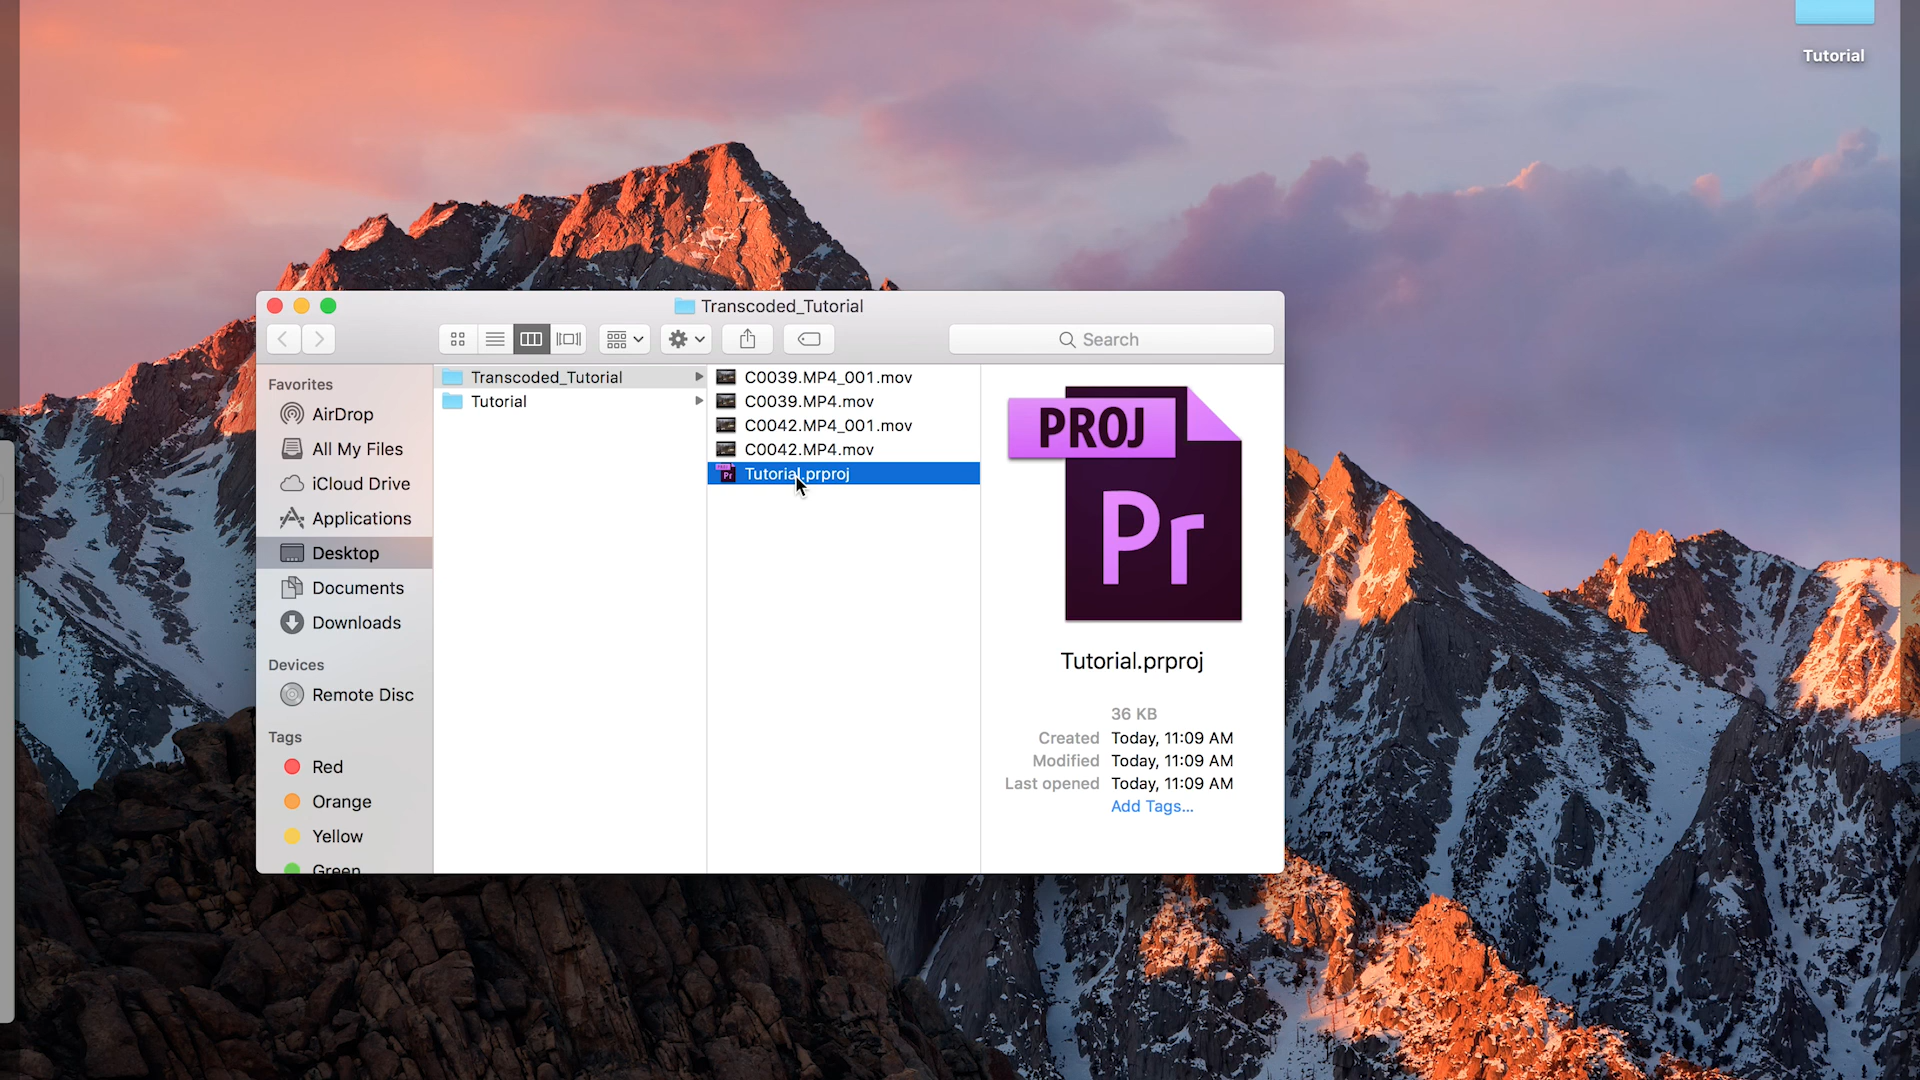 Tutorial
Transcoded_Tutorial
Search
Favorites
AirDrop
All My Files
iCloud Drive
Applications
Desktop
Documents
Downloads
Devices
Remote Disc
Tags
Red
Orange
Yellow
Green
Transcoded_Tutorial
Tutorial
C0039.MP4_001.mov
C0039.MP4.mov
C0042.MP4_001.mov
C0042.MP4.mov
Tutorial.prproj
PROJ
Pr
Tutorial.prproj
36 KB
Created Today, 11:09 AM
Modified Today, 11:09 AM
Last opened Today, 11:09 AM
Add Tags...